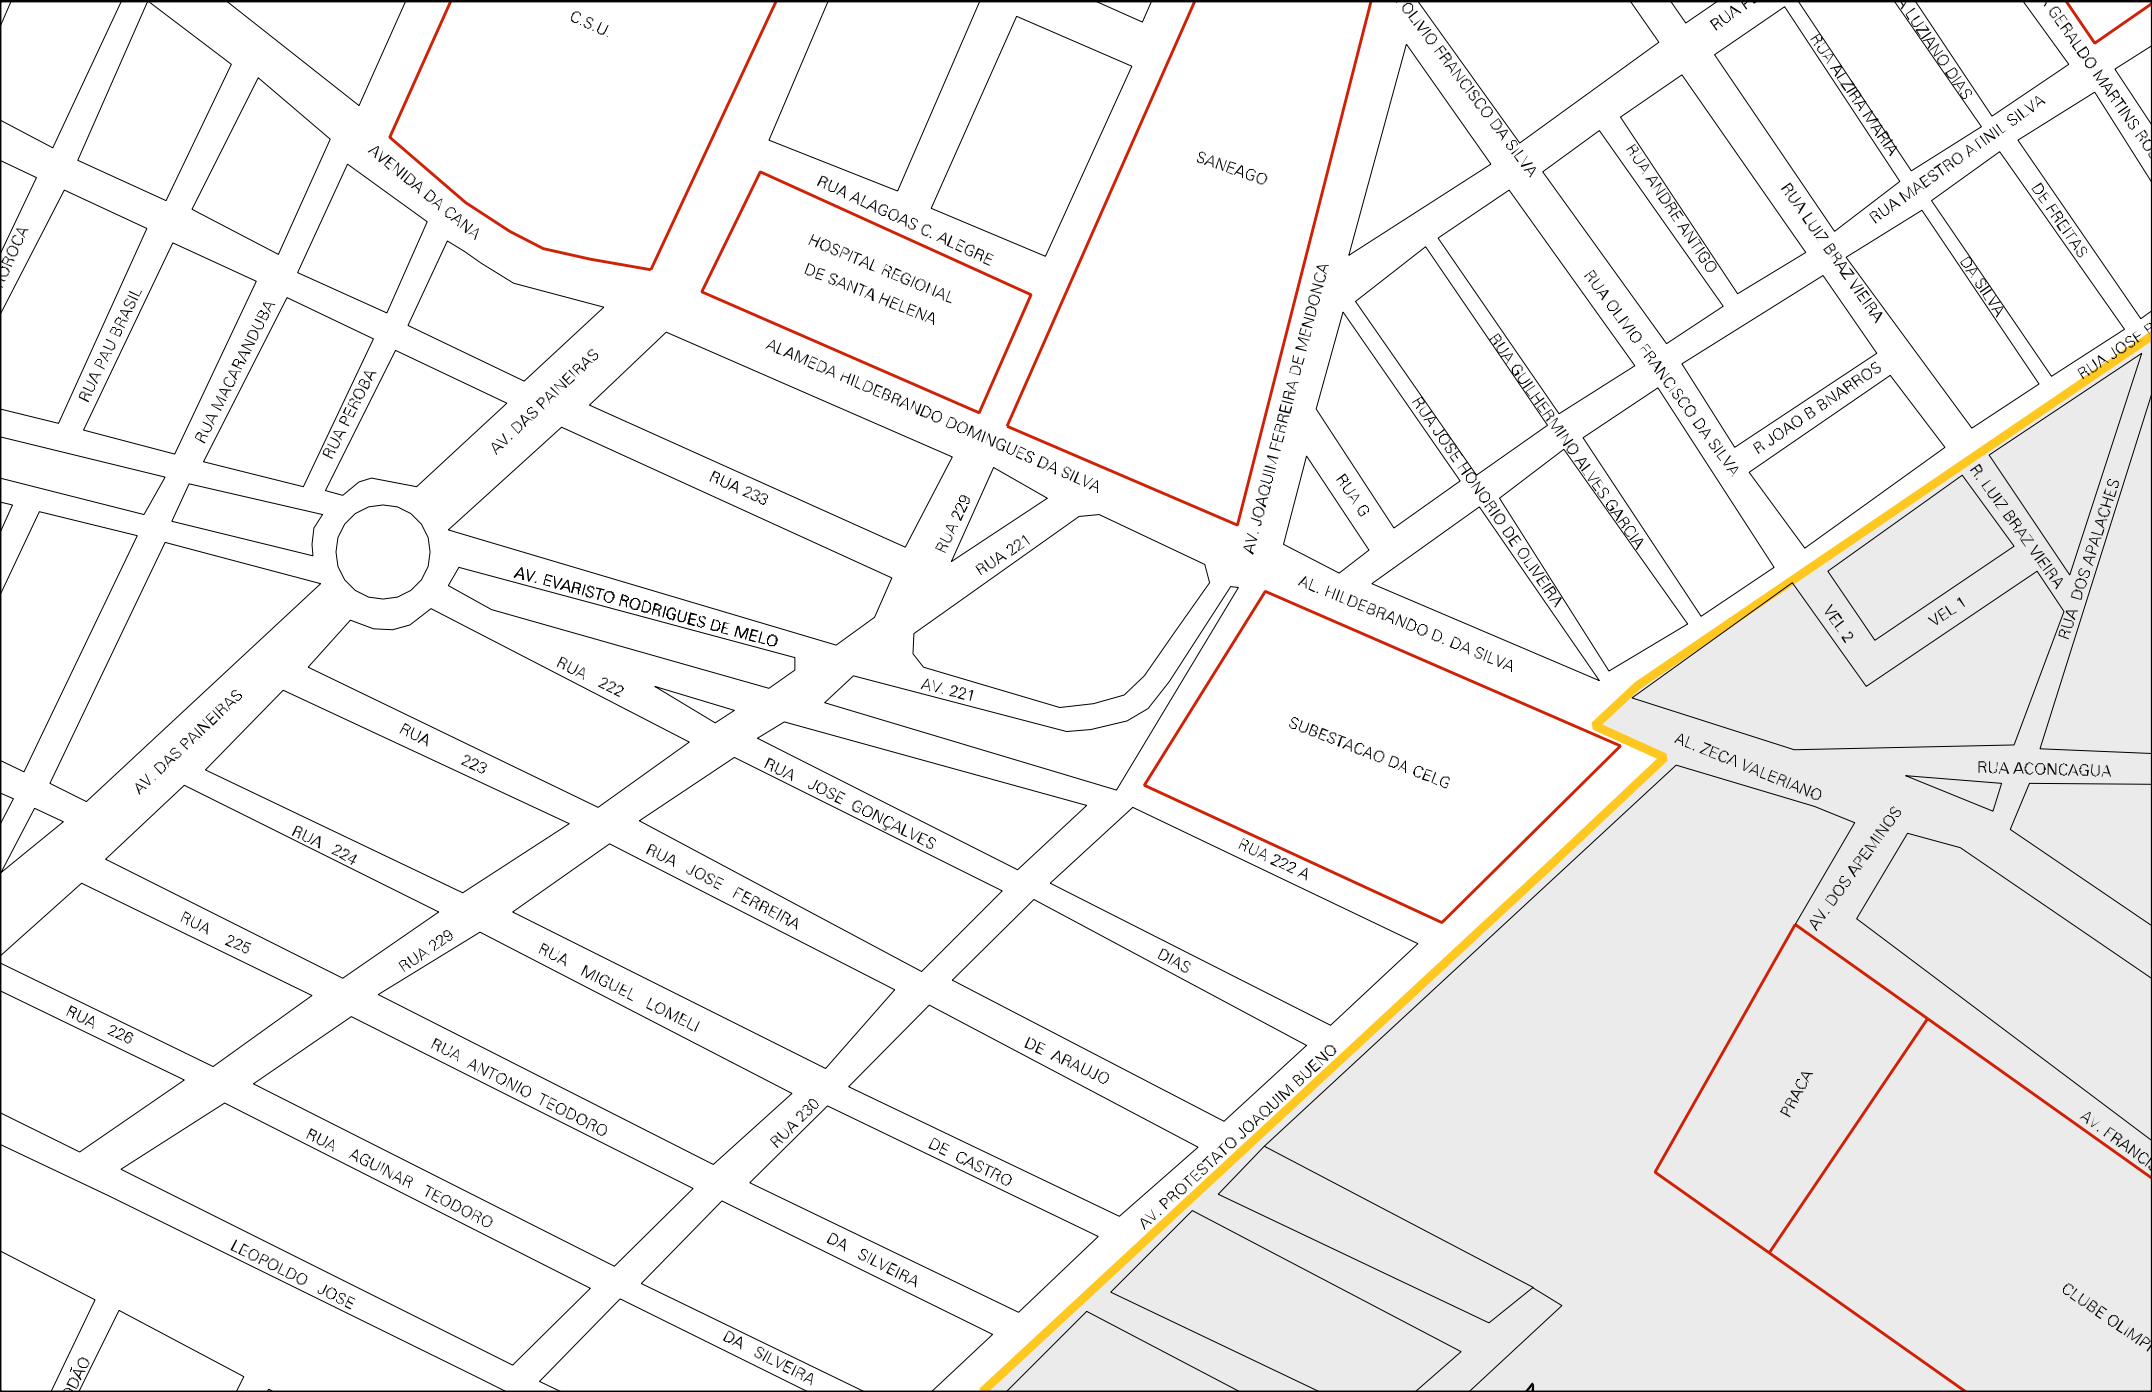 C.S.U.
AVENIDA DA CANA
RUA ALAGOAS C. ALEGRE
HOSPITAL REGIONAL
DE SANTA HELENA
SANEAGO
OLIVIO FRANCISCO DA SILVA
RUA ALZIRA MARIA
LUZIANO DIAS
GERALDO MARTINS
RUA MAESTRO
SILVA
RUA ANDRE ANTIGO
RUA LUIZ BRAZ VIEIRA
DE FREITAS
DA SILVA
RUA JOSE
RUA PAU BRASIL
RUA MACARANDUBA
RUA PEROBA
AV. DAS PAINEIRAS
ALAMEDA HILDEBRANDO DOMINGUES DA SILVA
AV. JOAQUIM FERREIRA DE MENDONCA
RUA OLIVIO FRANCISCO DA SILVA
RUA GUILHERMINO ALVES GARCIA
RUA JOSE HONORIO DE OLIVEIRA
R JOAO B BNARROS
RUA G
RUA 233
RUA 229
RUA 221
R. LUIZ BRAZ VIEIRA
RUA DOS APALACHES
VEL 1
VEL 2
AV. EVARISTO RODRIGUES DE MELO
AL. HILDEBRANDO D. DA SILVA
RUA 222
AV. 221
AV. DAS PAINEIRAS
RUA 223
SUBESTACAO DA CELG
AL. ZECA VALERIANO
RUA ACONCAGUA
RUA JOSE GONÇALVES
RUA 224
RUA JOSE FERREIRA
RUA 222 A
AV. DOS APEMINOS
RUA 225
RUA 229
RUA MIGUEL LOMELI
DIAS
RUA 226
RUA ANTONIO TEODORO
DE ARAUJO
AV. PROTESTATO JOAQUIM BUENO
PRACA
RUA 230
RUA AGUINAR TEODORO
DE CASTRO
LEOPOLDO JOSE
DA SILVEIRA
DA SILVEIRA
AV.
CLUBE